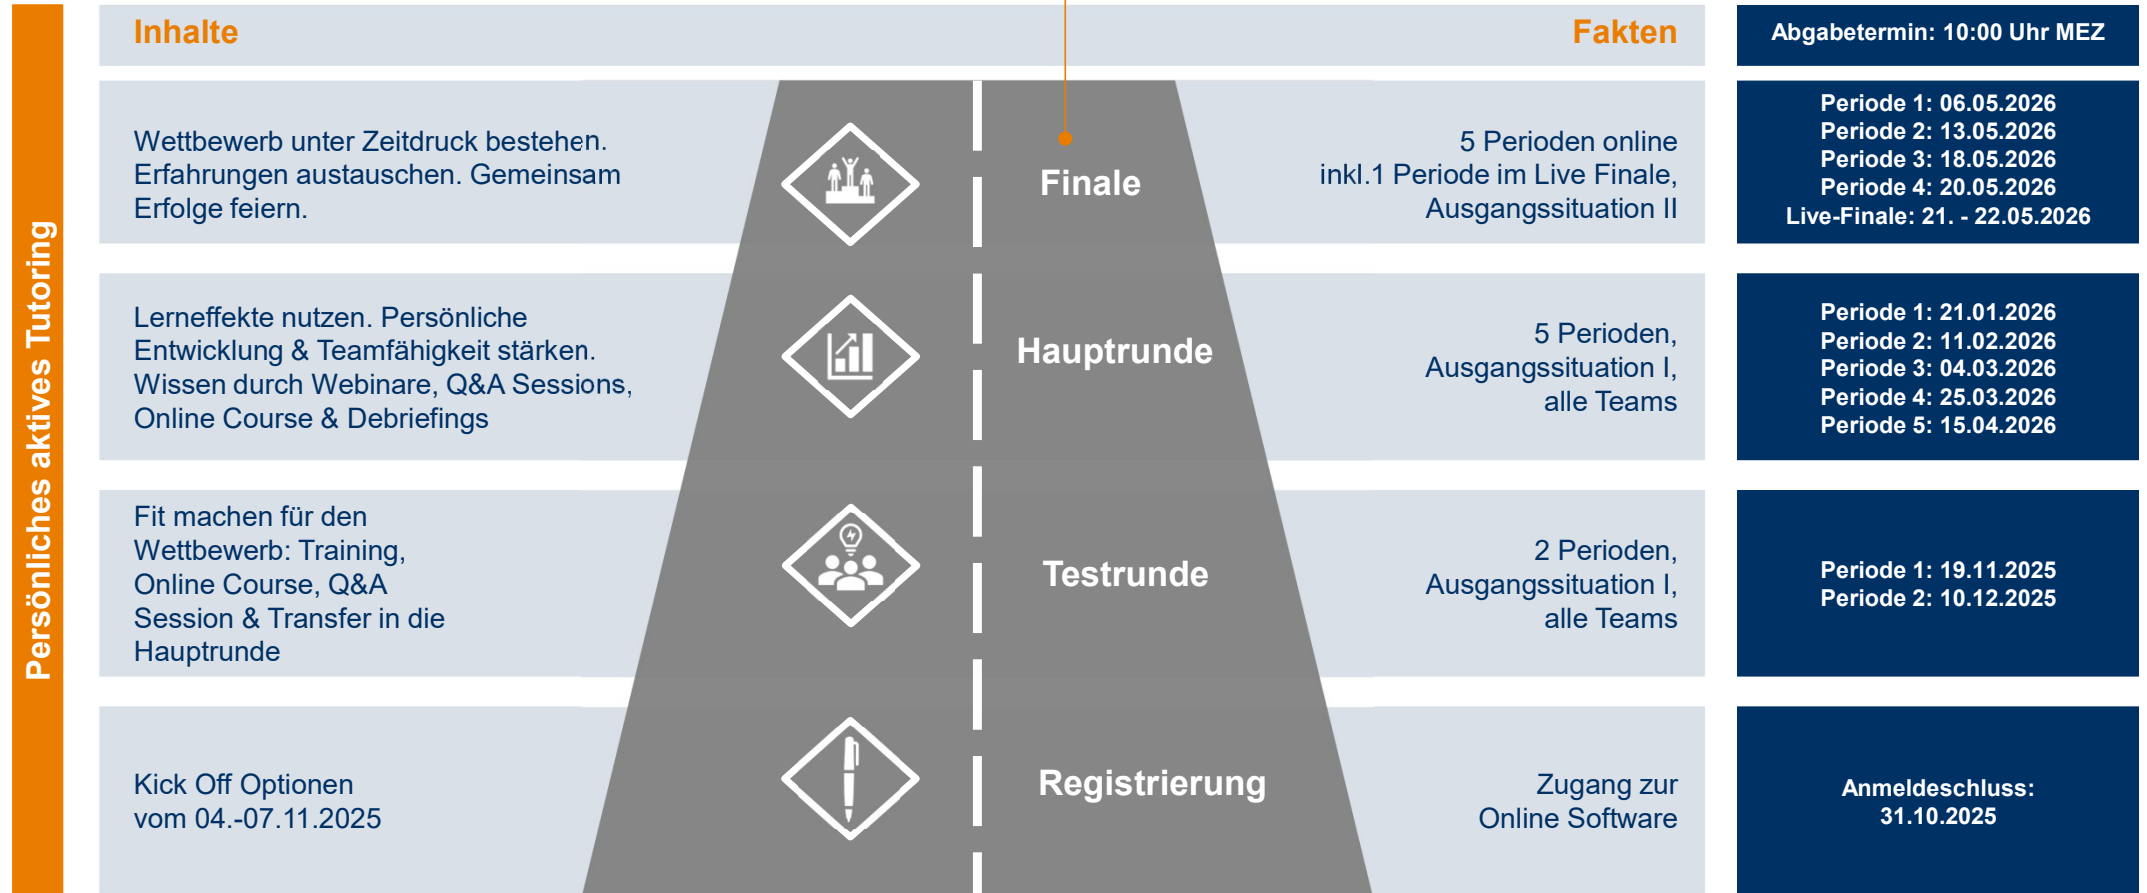 Persönliches aktives Tutoring
Inhalte
Fakten
Abgabetermin: 10:00 Uhr MEZ
Wettbewerb unter Zeitdruck bestehen.
Erfahrungen austauschen. Gemeinsam
Erfolge feiern.
Finale
5 Perioden online
inkl.1 Periode im Live Finale,
Ausgangssituation II
Periode 1: 06.05.2026
Periode 2: 13.05.2026
Periode 3: 18.05.2026
Periode 4: 20.05.2026
Live-Finale: 21. - 22.05.2026
Lerneffekte nutzen. Persönliche
Entwicklung & Teamfähigkeit stärken.
Wissen durch Webinare, Q&A Sessions,
Online Course & Debriefings
Hauptrunde
5 Perioden,
Ausgangssituation I,
alle Teams
Periode 1: 21.01.2026
Periode 2: 11.02.2026
Periode 3: 04.03.2026
Periode 4: 25.03.2026
Periode 5: 15.04.2026
Fit machen für den
Wettbewerb: Training,
Online Course, Q&A
Session & Transfer in die
Hauptrunde
Testrunde
2 Perioden,
Ausgangssituation I,
alle Teams
Periode 1: 19.11.2025
Periode 2: 10.12.2025
Kick Off Optionen
vom 04.-07.11.2025
Registrierung
Zugang zur
Online Software
Anmeldeschluss:
31.10.2025